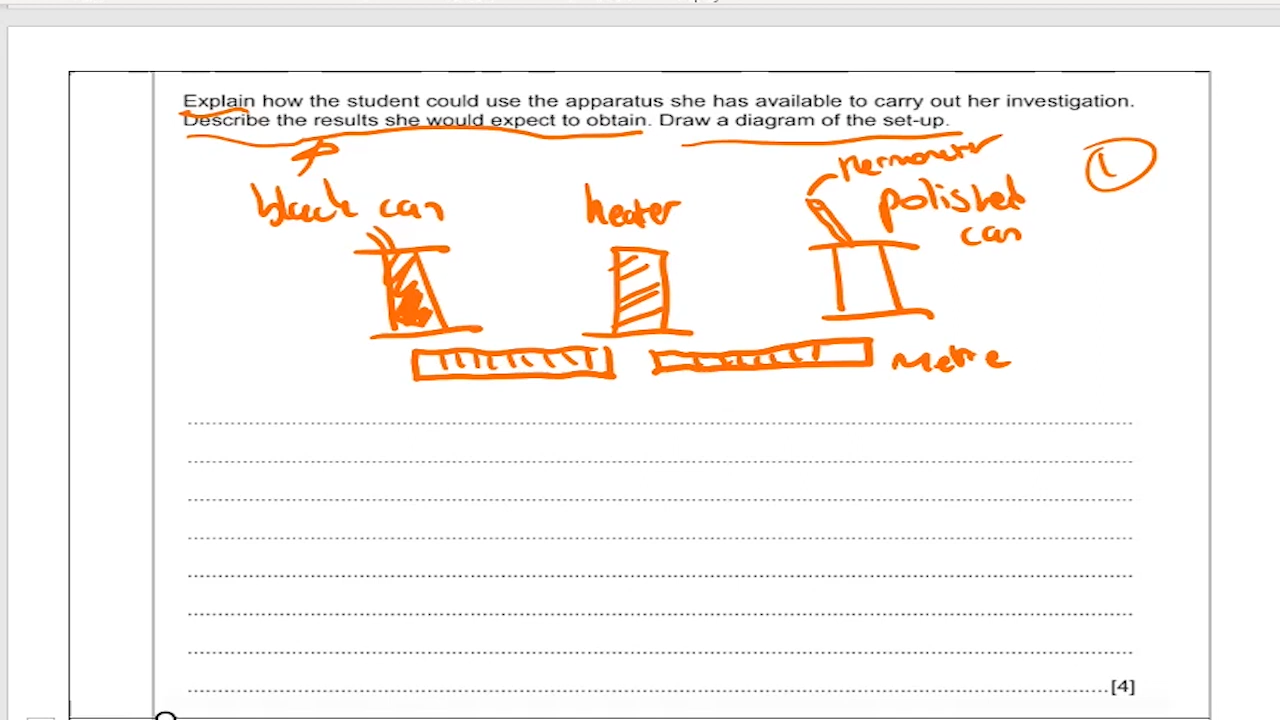 Explain how the student could use the apparatus she has available to carry out her investigation.
Describe the results she would expect to obtain. Draw a diagram of the set-up.
thermometer
1
black can
heater
polished
can
Metre
[4]